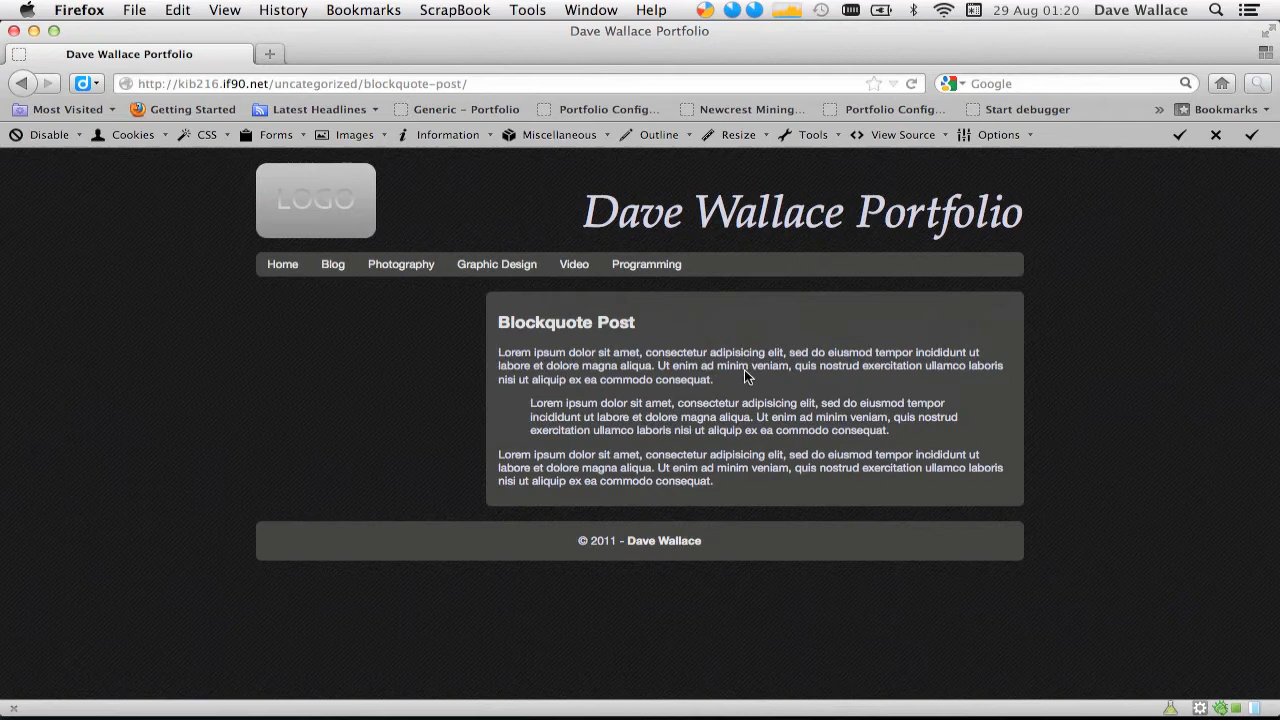 Firefox File Edit View History Bookmarks ScrapBook Tools Window Help 29 Aug 01:20 Dave Wallace
Dave Wallace Portfolio
Dave Wallace Portfolio
http://kib216.if90.net/uncategorized/blockquote-post/ Google
Most Visited Getting Started Latest Headlines Generic – Portfolio Portfolio Config... Newcrest Mining... Portfolio Config... Start debugger » Bookmarks
Disable Cookies CSS Forms Images Information Miscellaneous Outline Resize Tools View Source Options
LOGO
Dave Wallace Portfolio
Home Blog Photography Graphic Design Video Programming
Blockquote Post
Lorem ipsum dolor sit amet, consectetur adipisicing elit, sed do eiusmod tempor incididunt ut
labore et dolore magna aliqua. Ut enim ad minim veniam, quis nostrud exercitation ullamco laboris
nisi ut aliquip ex ea commodo consequat.
Lorem ipsum dolor sit amet, consectetur adipisicing elit, sed do eiusmod tempor
incididunt ut labore et dolore magna aliqua. Ut enim ad minim veniam, quis nostrud
exercitation ullamco laboris nisi ut aliquip ex ea commodo consequat.
Lorem ipsum dolor sit amet, consectetur adipisicing elit, sed do eiusmod tempor incididunt ut
labore et dolore magna aliqua. Ut enim ad minim veniam, quis nostrud exercitation ullamco laboris
nisi ut aliquip ex ea commodo consequat.
© 2011 - Dave Wallace